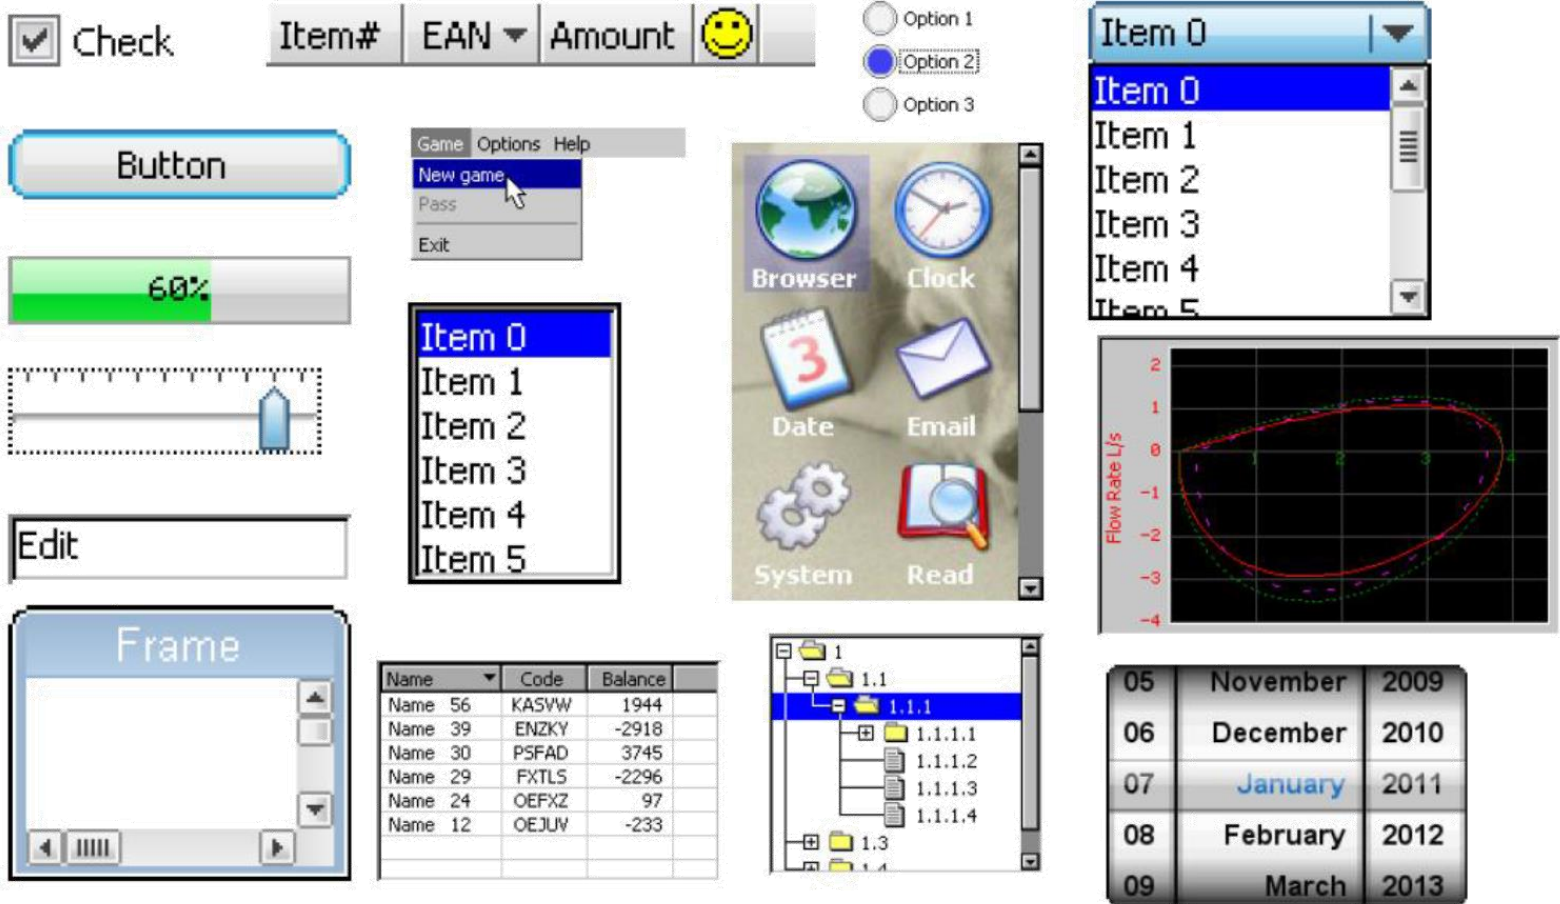 Check
Item# EAN Amount
Option 1
Option 2
Option 3
Item 0
Item 0
Item 1
Item 2
Item 3
Item 4
Item 5
Button
Game Options Help
New game
Pass
Exit
60%
Browser Clock
Date Email
3
System Read
Item 0
Item 1
Item 2
Item 3
Item 4
Item 5
Edit
Frame
Flow Rate L/s
2
1
0
-1
-2
-3
-4
1 2 3 4
Name Code Balance
Name 56 KASVW 1944
Name 39 ENZKY -2918
Name 30 PSFAD 3745
Name 29 FXTLS -2296
Name 24 OEFXZ 97
Name 12 OEJUV -233
1
1.1
1.1.1
1.1.1.1
1.1.1.2
1.1.1.3
1.1.1.4
1.3
1.4
05 November 2009
06 December 2010
07 January 2011
08 February 2012
09 March 2013